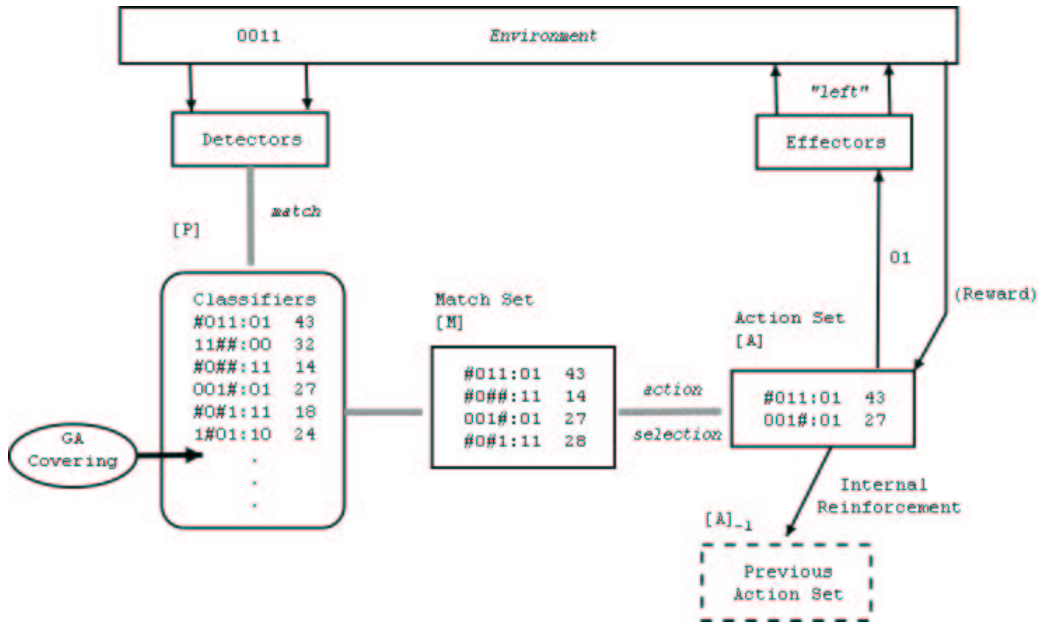 0011 Environment
"left"
Detectors
Effectors
match
[P]
01
Classifiers
#011:01 43
11##:00 32
#0##:11 14
001#:01 27
#0#1:11 18
1#01:10 24
.
.
.
GA
Covering
Match Set
[M]
#011:01 43
#0##:11 14
001#:01 27
#0#1:11 28
action
selection
(Reward)
Action Set
[A]
#011:01 43
001#:01 27
Internal
Reinforcement
[A]-1
Previous
Action Set